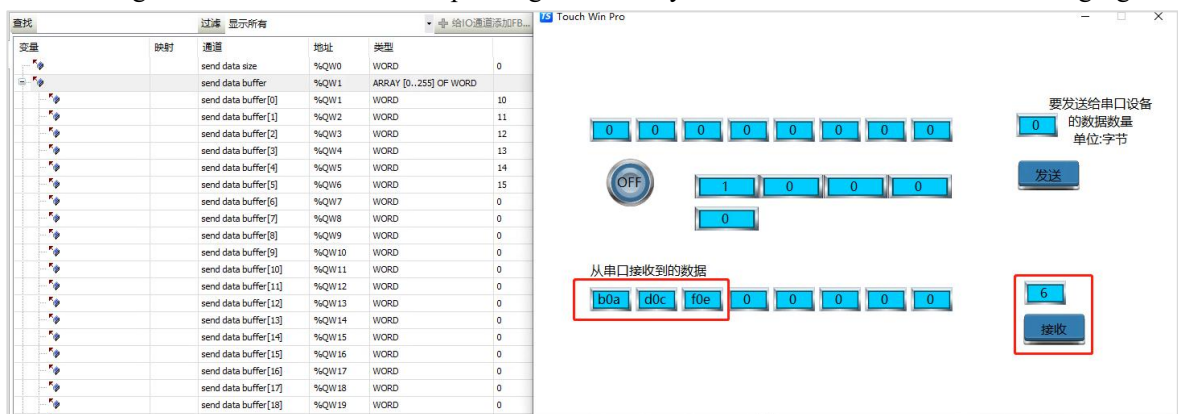 查找 过滤 显示所有 给IO通道添加FB...
变量 映射 通道 地址 类型
send data size %QW0 WORD 0
send data buffer %QW1 ARRAY [0..255] OF WORD
send data buffer[0] %QW1 WORD 10
send data buffer[1] %QW2 WORD 11
send data buffer[2] %QW3 WORD 12
send data buffer[3] %QW4 WORD 13
send data buffer[4] %QW5 WORD 14
send data buffer[5] %QW6 WORD 15
send data buffer[6] %QW7 WORD 0
send data buffer[7] %QW8 WORD 0
send data buffer[8] %QW9 WORD 0
send data buffer[9] %QW10 WORD 0
send data buffer[10] %QW11 WORD 0
send data buffer[11] %QW12 WORD 0
send data buffer[12] %QW13 WORD 0
send data buffer[13] %QW14 WORD 0
send data buffer[14] %QW15 WORD 0
send data buffer[15] %QW16 WORD 0
send data buffer[16] %QW17 WORD 0
send data buffer[17] %QW18 WORD 0
send data buffer[18] %QW19 WORD 0
TS Touch Win Pro
要发送给串口设备
0 0 0 0 0 0 0 0 0 的数据数量
单位:字节
OFF 1 0 0 0 发送
0
从串口接收到的数据
b0a d0c f0e 0 0 0 0 0 6
接收